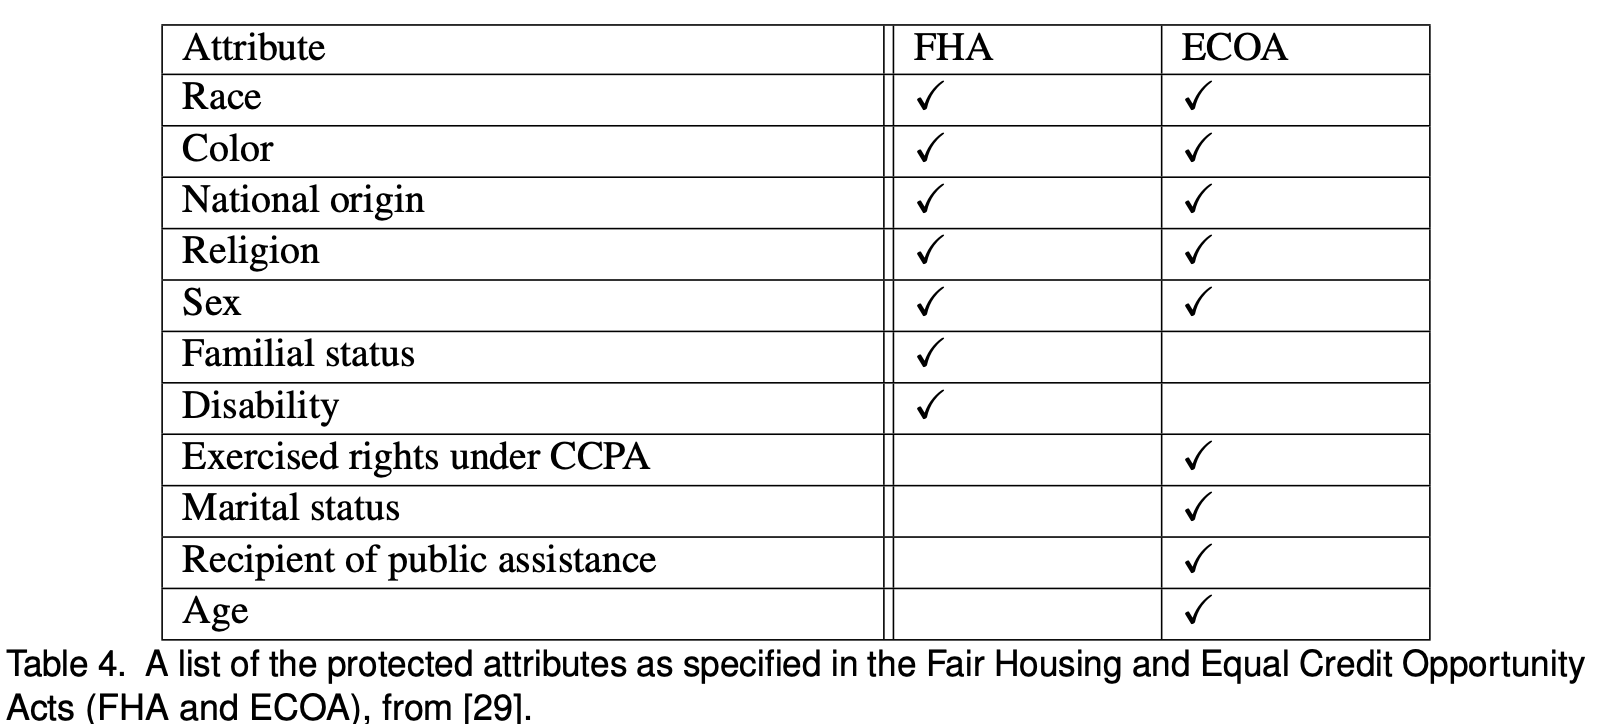 Attribute FHA ECOA
Race ✓ ✓
Color ✓ ✓
National origin ✓ ✓
Religion ✓ ✓
Sex ✓ ✓
Familial status ✓
Disability ✓
Exercised rights under CCPA ✓
Marital status ✓
Recipient of public assistance ✓
Age ✓
Table 4. A list of the protected attributes as specified in the Fair Housing and Equal Credit Opportunity
Acts (FHA and ECOA), from [29].